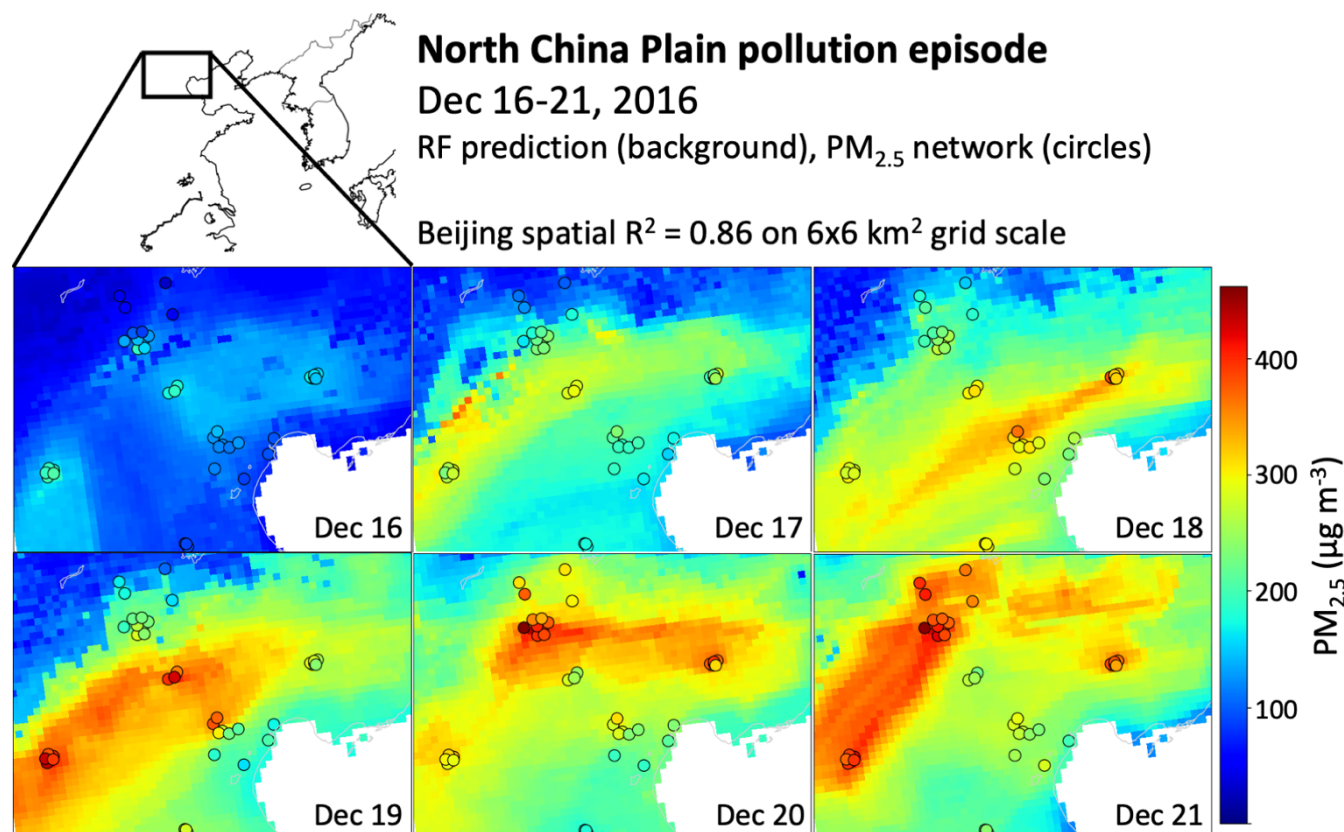 North China Plain pollution episode
Dec 16-21, 2016
RF prediction (background), PM₂.₅ network (circles)
Beijing spatial R² = 0.86 on 6x6 km² grid scale
Dec 16
Dec 17
Dec 18
Dec 19
Dec 20
Dec 21
400
300
200
100
PM₂.₅ (µg m⁻³)